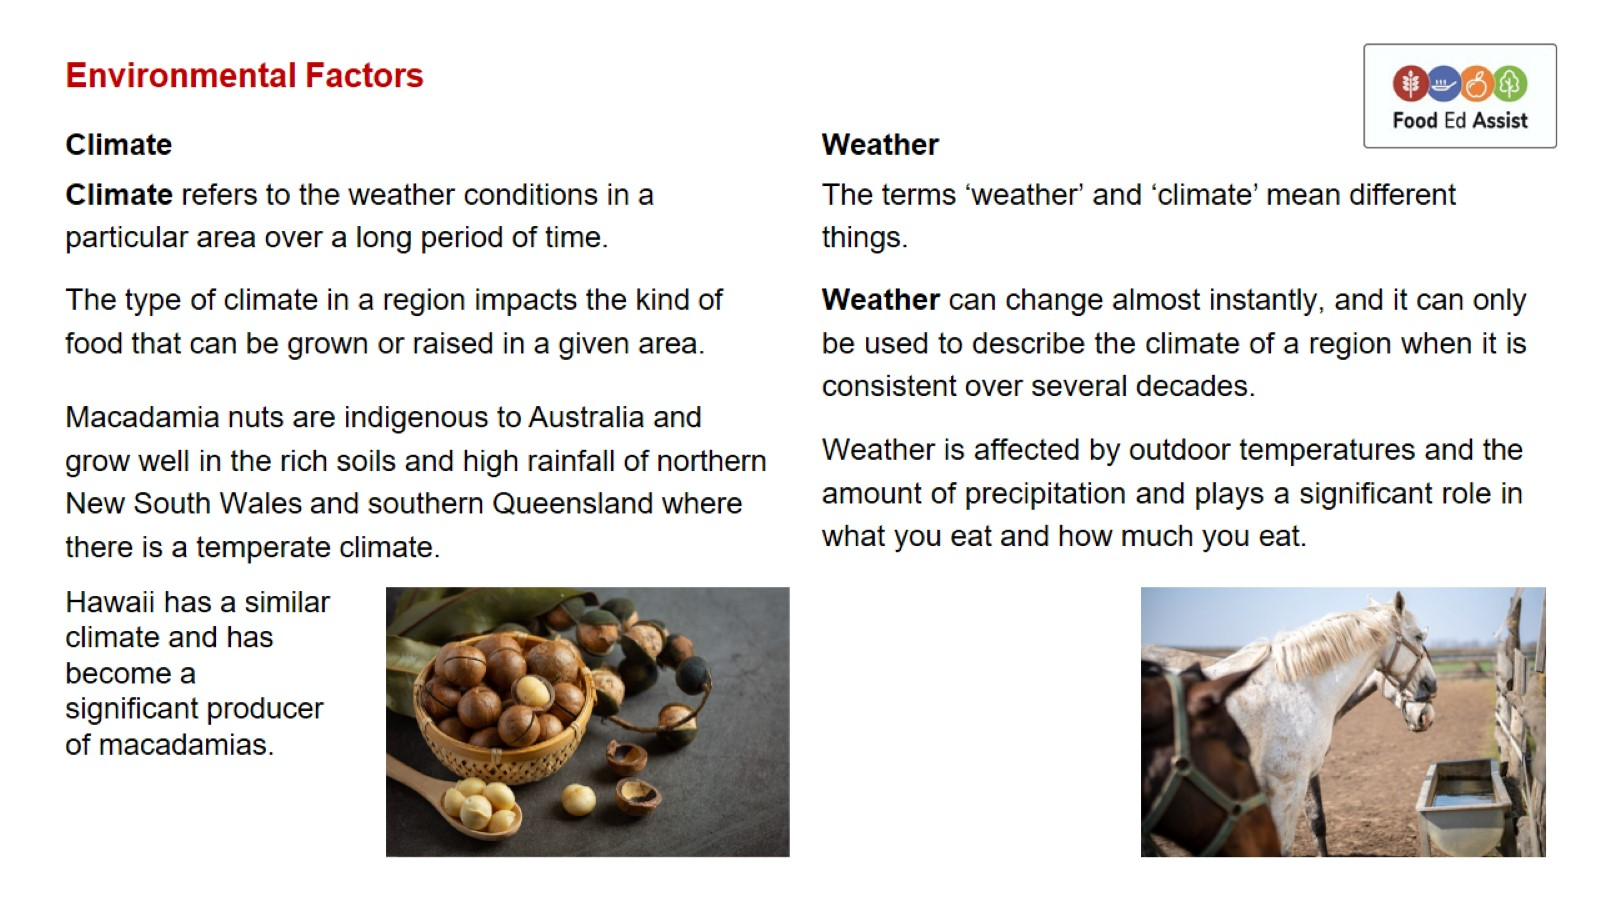 Environmental Factors
Food Ed Assist
Climate
Climate refers to the weather conditions in a
particular area over a long period of time.
The type of climate in a region impacts the kind of
food that can be grown or raised in a given area.
Macadamia nuts are indigenous to Australia and
grow well in the rich soils and high rainfall of northern
New South Wales and southern Queensland where
there is a temperate climate.
Hawaii has a similar
climate and has
become a
significant producer
of macadamias.
Weather
The terms ‘weather’ and ‘climate’ mean different
things.
Weather can change almost instantly, and it can only
be used to describe the climate of a region when it is
consistent over several decades.
Weather is affected by outdoor temperatures and the
amount of precipitation and plays a significant role in
what you eat and how much you eat.